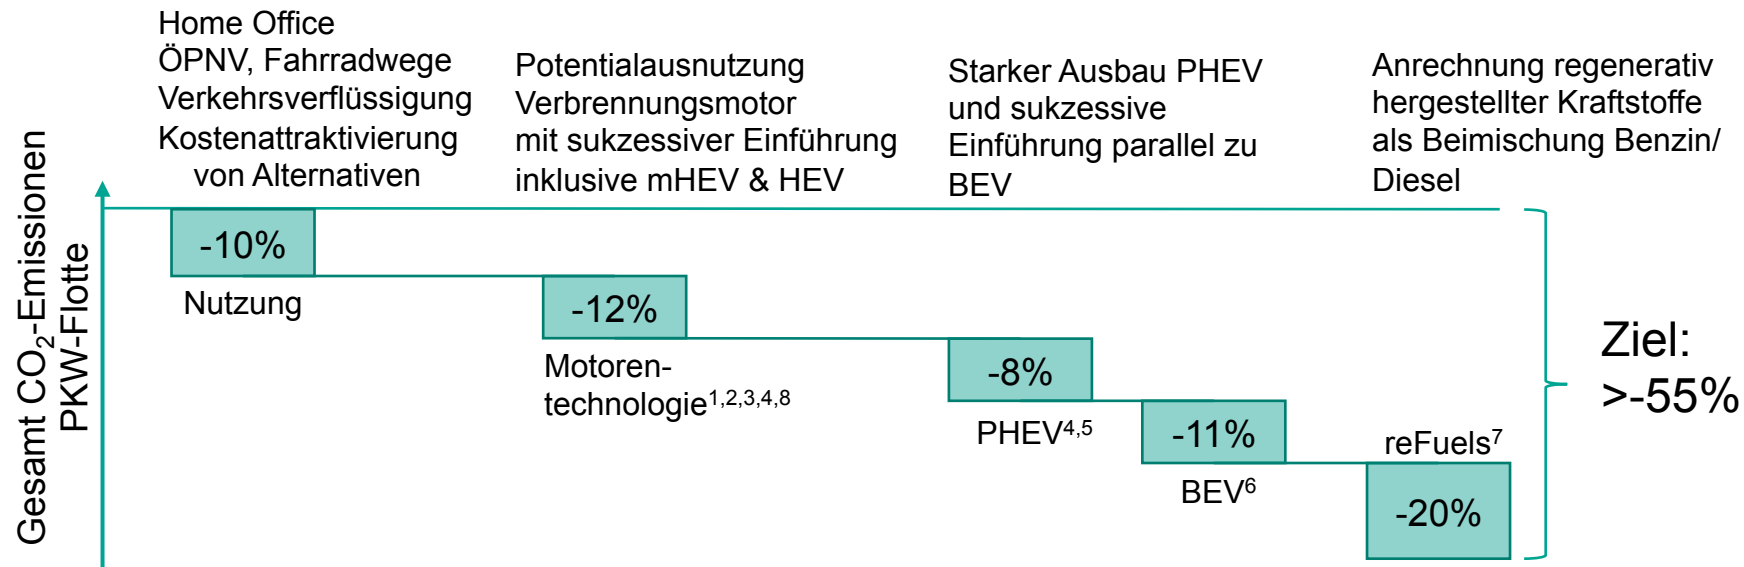 Home Office
ÖPNV, Fahrradwege
Verkehrsverflüssigung
Kostenattraktivierung
von Alternativen
Potentialausnutzung
Verbrennungsmotor
mit sukzessiver Einführung
inklusive mHEV & HEV
Starker Ausbau PHEV
und sukzessive
Einführung parallel zu
BEV
Anrechnung regenerativ
hergestellter Kraftstoffe
als Beimischung Benzin/
Diesel
Gesamt CO₂-Emissionen
PKW-Flotte
-10%
Nutzung
-12%
Motoren-
technologie¹,²,³,⁴,⁸
-8%
PHEV⁴,⁵
-11%
BEV⁶
reFuels⁷
-20%
Ziel:
>-55%